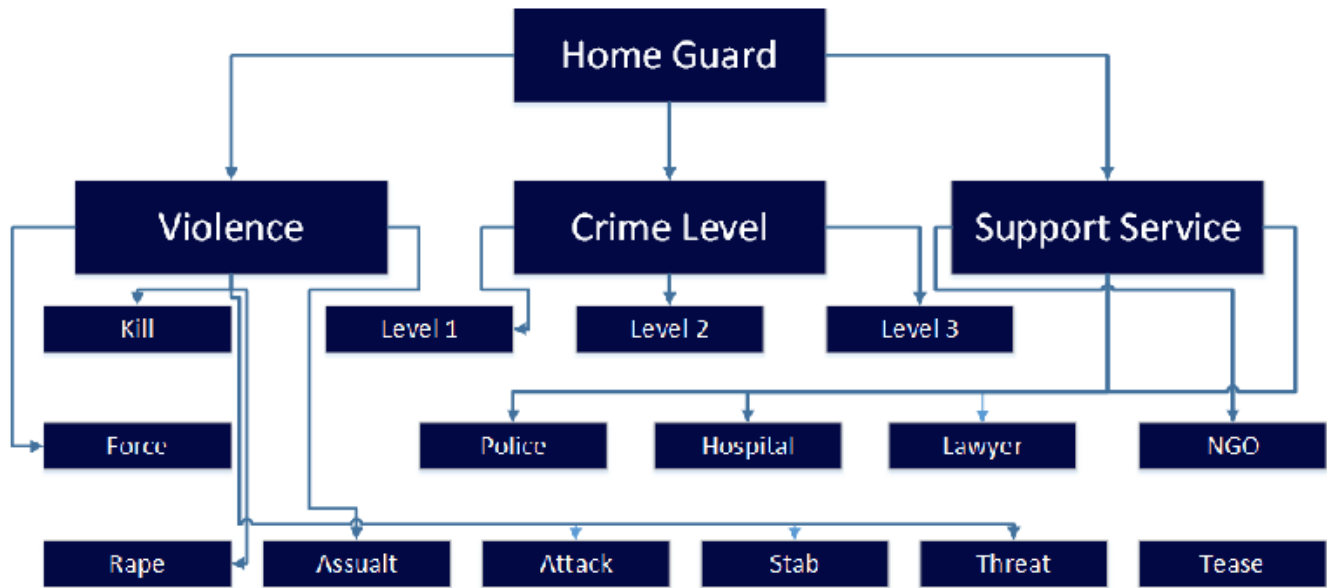 Home Guard
Violence
Crime Level
Support Service
Kill
Level 1
Level 2
Level 3
Force
Police
Hospital
Lawyer
NGO
Rape
Assualt
Attack
Stab
Threat
Tease